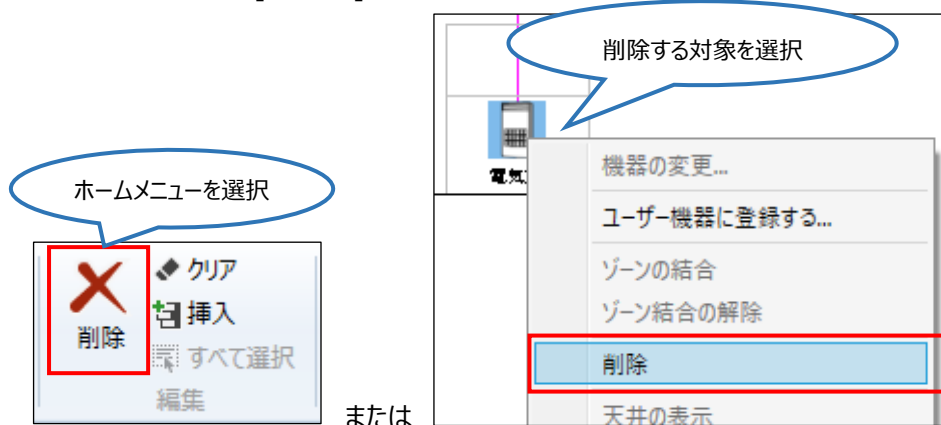 削除する対象を選択
電気
機器の変更...
ユーザー機器に登録する...
ゾーンの結合
ゾーン結合の解除
削除
天井の表示
ホームメニューを選択
クリア
挿入
すべて選択
削除
編集
または